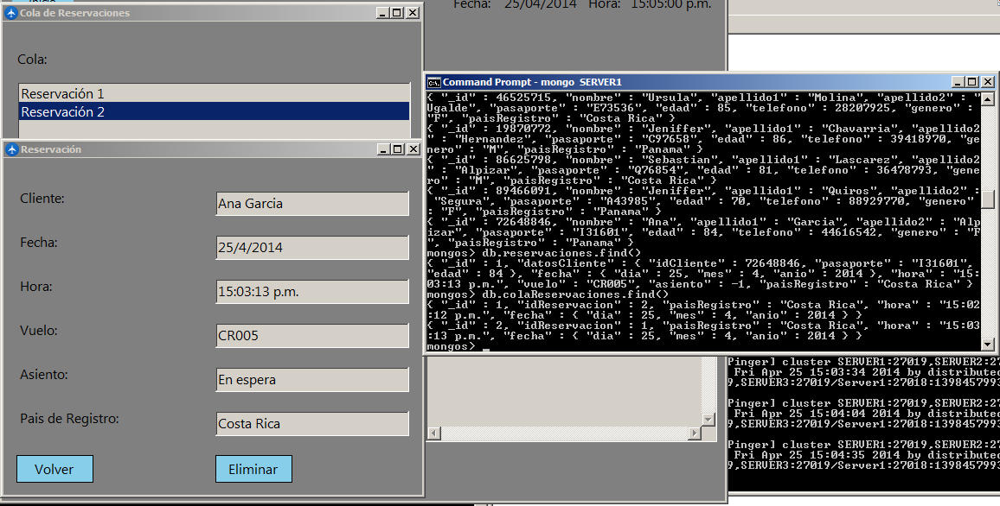 Fecha: 25/04/2014 Hora: 15:05:00 p.m.
Cola de Reservaciones
Cola:
Reservación 1
Reservación 2
Reservación
Cliente:
Ana Garcia
Fecha:
25/4/2014
Hora:
15:03:13 p.m.
Vuelo:
CR005
Asiento:
En espera
Pais de Registro:
Costa Rica
Volver
Eliminar
Command Prompt - mongo SERVER1
{ "_id" : 46525715, "nombre" : "Ursula", "apellido1" : "Molina", "apellido2" : "
Ugalde", "pasaporte" : "E73536", "edad" : 85, "telefono" : 28207925, "genero" :
"F", "paisRegistro" : "Costa Rica" }
{ "_id" : 19870772, "nombre" : "Jeniffer", "apellido1" : "Chavarria", "apellido2
" : "Hernandez", "pasaporte" : "C97658", "edad" : 86, "telefono" : 39418970, "ge
nero" : "M", "paisRegistro" : "Panama" }
{ "_id" : 86625798, "nombre" : "Sebastian", "apellido1" : "Lascarez", "apellido2
" : "Alpizar", "pasaporte" : "Q76854", "edad" : 81, "telefono" : 36478793, "gene
ro" : "M", "paisRegistro" : "Costa Rica" }
{ "_id" : 89466091, "nombre" : "Jeniffer", "apellido1" : "Quiros", "apellido2" :
"Segura", "pasaporte" : "A43985", "edad" : 70, "telefono" : 88929770, "genero"
: "F", "paisRegistro" : "Panama" }
{ "_id" : 72648846, "nombre" : "Ana", "apellido1" : "Garcia", "apellido2" : "Alp
izar", "pasaporte" : "I31601", "edad" : 84, "telefono" : 44616542, "genero" : "F
", "paisRegistro" : "Panama" }
mongos> db.reservaciones.find()
{ "_id" : 1, "datosCliente" : { "idCliente" : 72648846, "pasaporte" : "I31601",
"edad" : 84 }, "fecha" : { "dia" : 25, "mes" : 4, "anio" : 2014 }, "hora" : "15:
03:13 p.m.", "vuelo" : "CR005", "asiento" : -1, "paisRegistro" : "Costa Rica" }
mongos> db.colaReservaciones.find()
{ "_id" : 1, "idReservacion" : 2, "paisRegistro" : "Costa Rica", "hora" : "15:02
:12 p.m.", "fecha" : { "dia" : 25, "mes" : 4, "anio" : 2014 } }
{ "_id" : 2, "idReservacion" : 1, "paisRegistro" : "Costa Rica", "hora" : "15:03
:13 p.m.", "fecha" : { "dia" : 25, "mes" : 4, "anio" : 2014 } }
mongos> _
Pinger] cluster SERVER1:27019,SERVER2:27
Fri Apr 25 15:03:34 2014 by distributed
9,SERVER3:27019/Server1:27018:1398457993
Pinger] cluster SERVER1:27019,SERVER2:27
Fri Apr 25 15:04:04 2014 by distributed
9,SERVER3:27019/Server1:27018:1398457993
Pinger] cluster SERVER1:27019,SERVER2:27
Fri Apr 25 15:04:35 2014 by distributed
9,SERVER3:27019/Server1:27018:1398457993